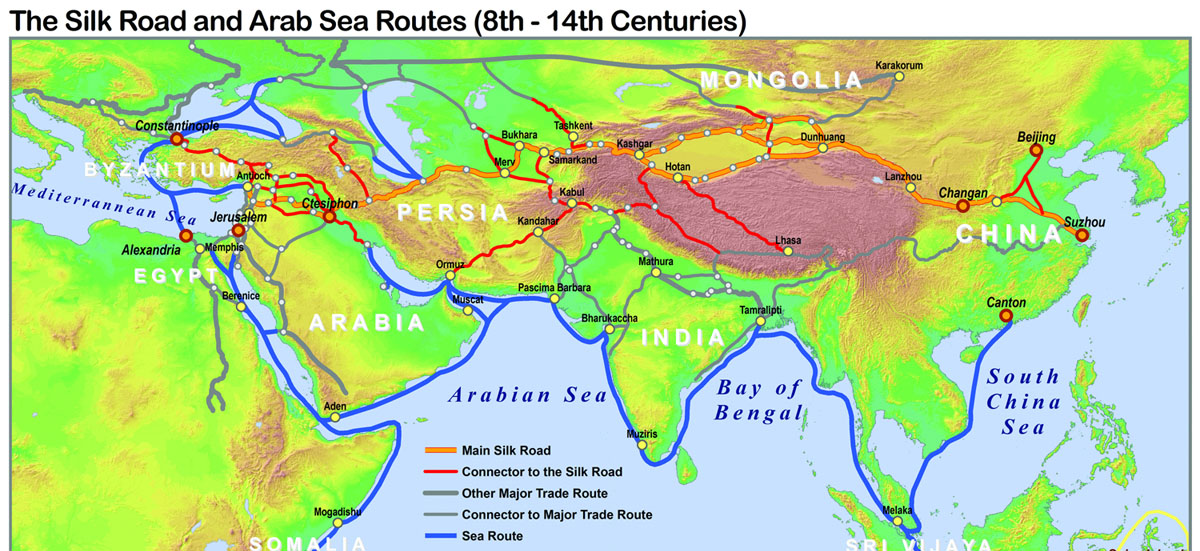 The Silk Road and Arab Sea Routes (8th - 14th Centuries)
Karakorum
MONGOLIA
Constantinople
Tashkent
Bukhara
Dunhuang
Beijing
Kashgar
Samarkand
Merv
BYZANTIUM
Antioch
Hotan
Lanzhou
Mediterrannean Sea
Kabul
Changan
Ctesiphon
PERSIA
Jerusalem
Kandahar
Suzhou
CHINA
Alexandria
Memphis
Lhasa
EGYPT
Ormuz
Mathura
Berenice
Muscat
Pascima Barbara
Canton
Tamralipti
ARABIA
Bharukaccha
INDIA
Arabian Sea
Bay of
Bengal
South
China
Sea
Aden
Muziris
Main Silk Road
Connector to the Silk Road
Other Major Trade Route
Connector to Major Trade Route
Sea Route
Mogadishu
Melaka
SOMALIA
SRI VIJAYA